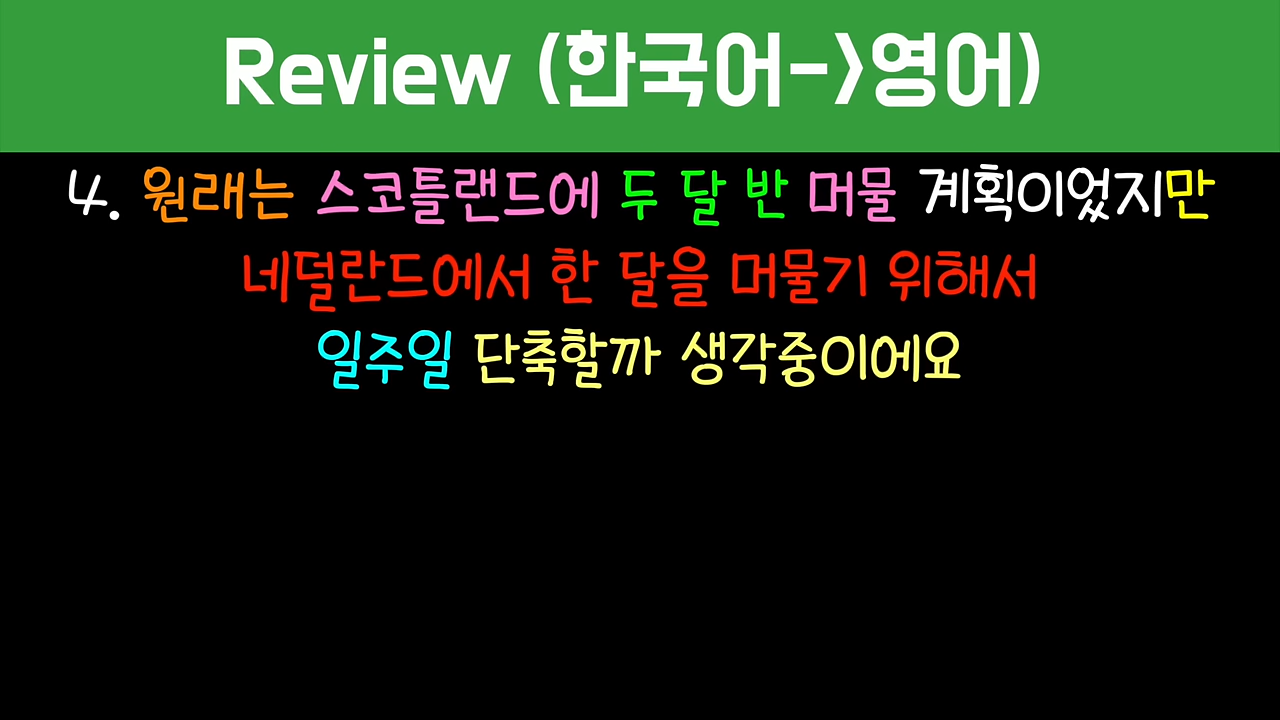 Review (한국어->영어)
4. 원래는 스코틀랜드에 두 달 반 머물 계획이었지만
네덜란드에서 한 달을 머물기 위해서
일주일 단축할까 생각중이에요